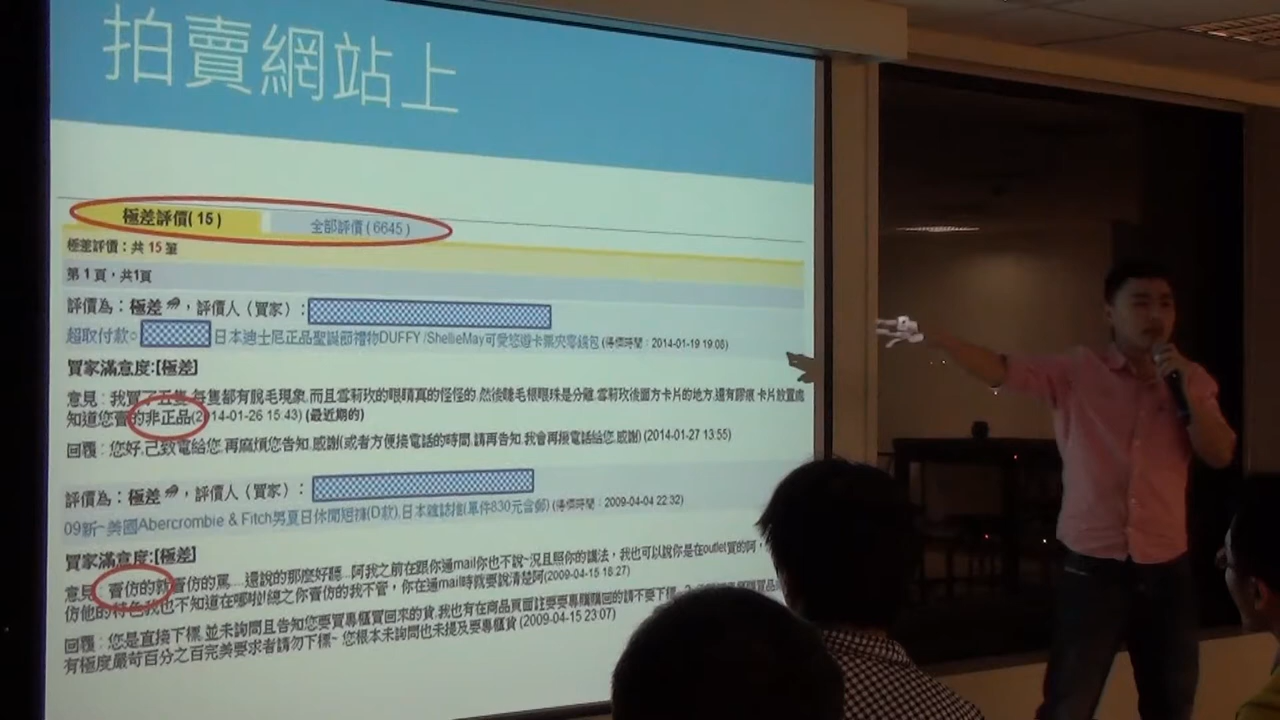 拍賣網站上
極差評價( 15 ) 全部評價 ( 6645 )
極差評價：共 15 筆
第 1 頁，共1頁
評價為：極差，評價人（買家）：
超取付款○ 日本迪士尼正品聖誕節禮物DUFFY /ShellieMay可愛悠遊卡票夾零錢包 (得標時間：2014-01-19 19:08)
買家滿意度:[極差]
意見：我買了五隻,每隻都有脫毛現象,而且雪莉玫的眼睛真的怪怪的,然後睫毛根眼珠是分離,雪莉玫後面方卡片的地方,還有膠痕,卡片放置處
知道您賣的非正品(2014-01-26 15:43) (最近期的)
回覆：您好,己致電給您,再麻煩您告知,感謝(或者方便接電話的時間,請再告知,我會再撥電話給您,感謝) (2014-01-27 13:55)
評價為：極差，評價人（買家）：
09新~美國Abercrombie & Fitch男夏日休閒短褲(D款),日本雜誌推(單件830元含郵) (得標時間：2009-04-04 22:32)
買家滿意度:[極差]
意見：賣仿的就賣仿的罵....還說的那麼好聽...阿我之前在跟你通mail你也不說~況且照你的講法，我也可以說你是在outlet買的阿，
仿他的特色我也不知道在哪啦!總之你賣仿的我不管，你在通mail時就要說清楚阿(2009-04-15 18:27)
回覆：您是直接下標,並未詢問且告知您要買專櫃買回來的貨,我也有在商品頁面註要要專購購回的請不要下標
有極度嚴苛百分之百完美要求者請勿下標~ 您根本未詢問也未提及要專櫃貨 (2009-04-15 23:07)